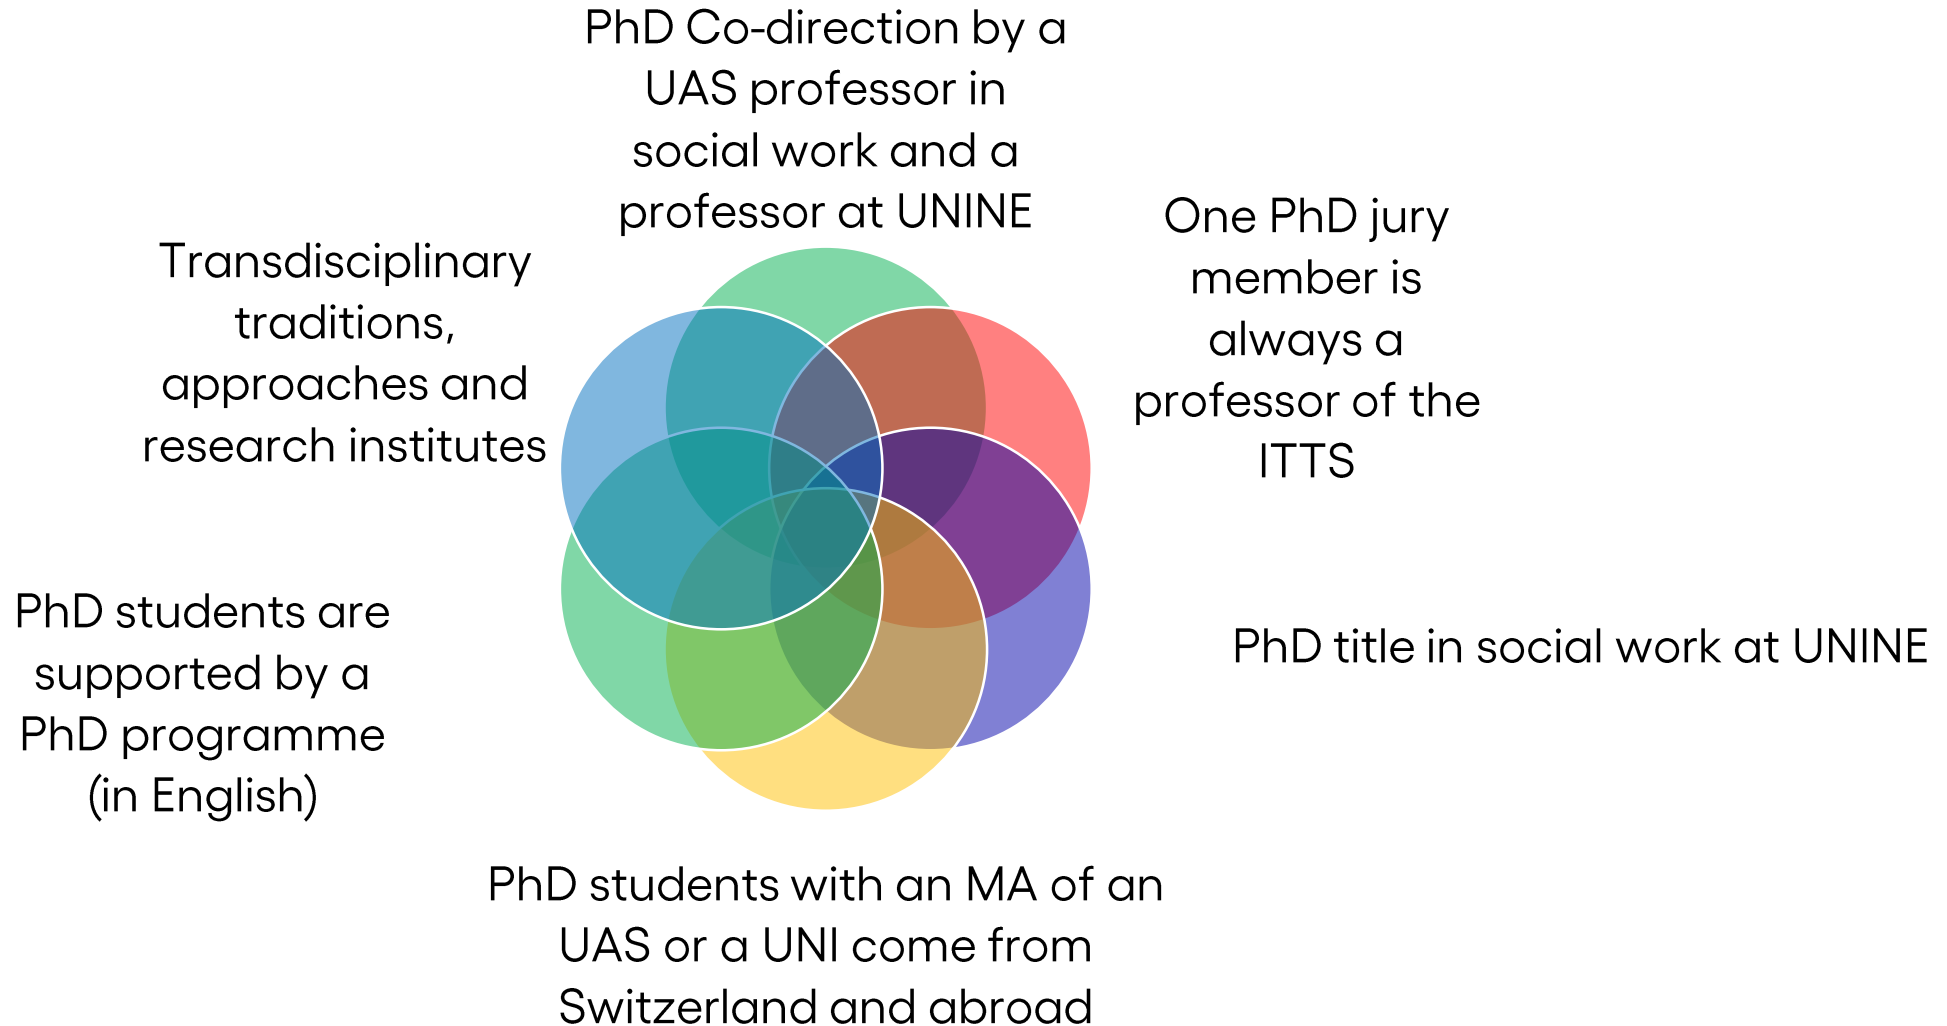 PhD Co-direction by a
UAS professor in
social work and a
professor at UNINE
One PhD jury
member is
always a
professor of the
ITTS
PhD title in social work at UNINE
PhD students with an MA of an
UAS or a UNI come from
Switzerland and abroad
PhD students are
supported by a
PhD programme
(in English)
Transdisciplinary
traditions,
approaches and
research institutes